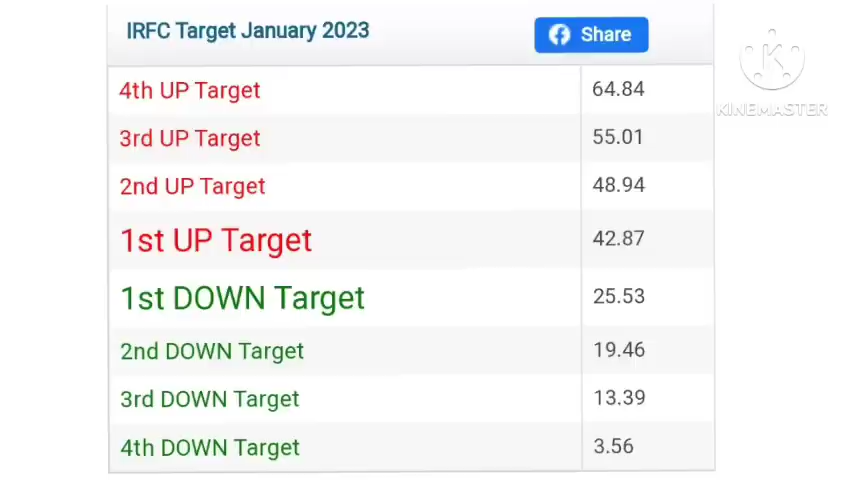 IRFC Target January 2023
Share
KINEMASTER
4th UP Target 64.84
3rd UP Target 55.01
2nd UP Target 48.94
1st UP Target 42.87
1st DOWN Target 25.53
2nd DOWN Target 19.46
3rd DOWN Target 13.39
4th DOWN Target 3.56